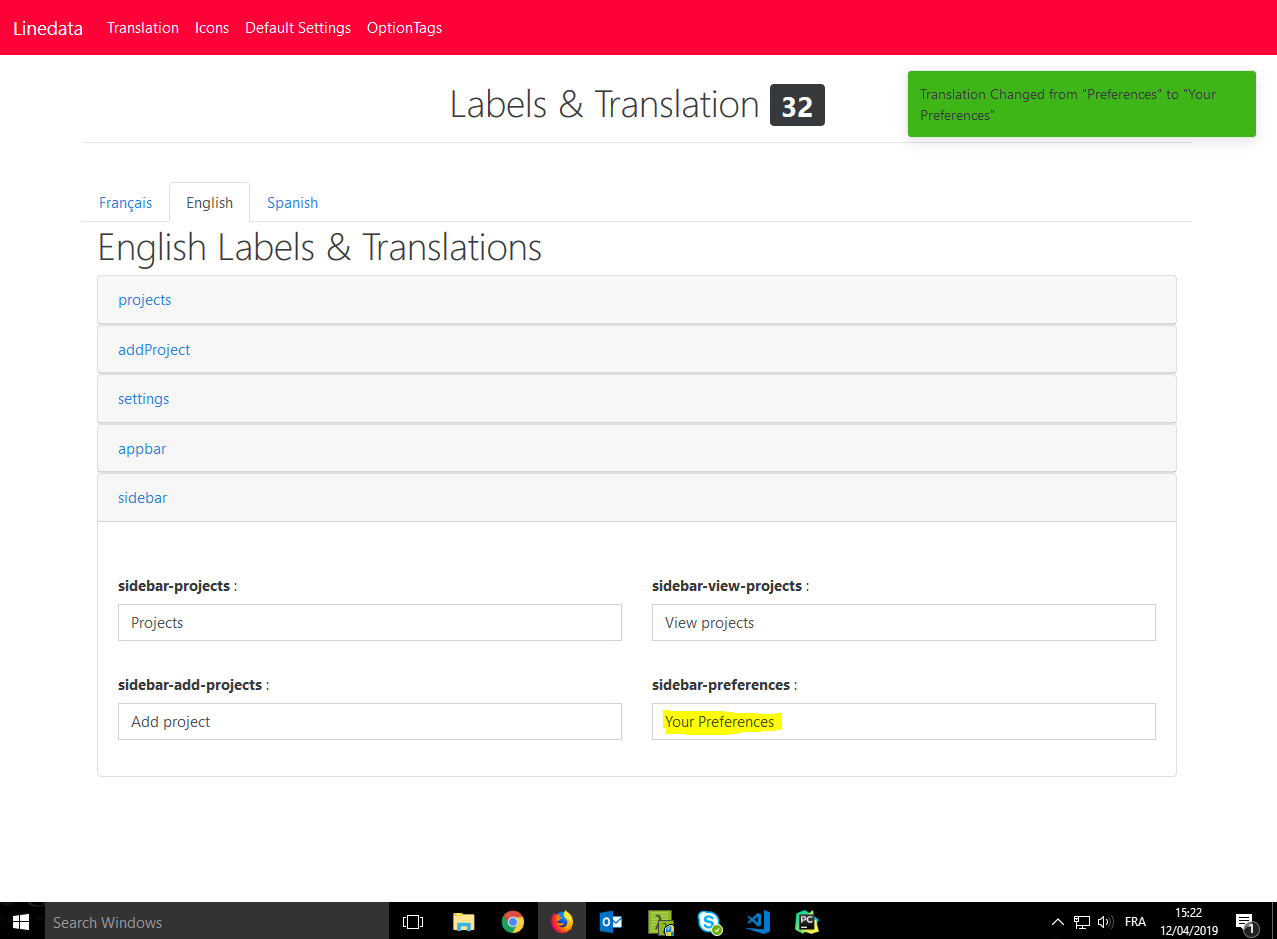 Linedata Translation Icons Default Settings OptionTags
Labels & Translation 32
Translation Changed from "Preferences" to "Your
Preferences"
Français English Spanish
English Labels & Translations
projects
addProject
settings
appbar
sidebar
sidebar-projects : sidebar-view-projects :
Projects View projects
sidebar-add-projects : sidebar-preferences :
Add project Your Preferences
Search Windows FRA 15:22
12/04/2019 1